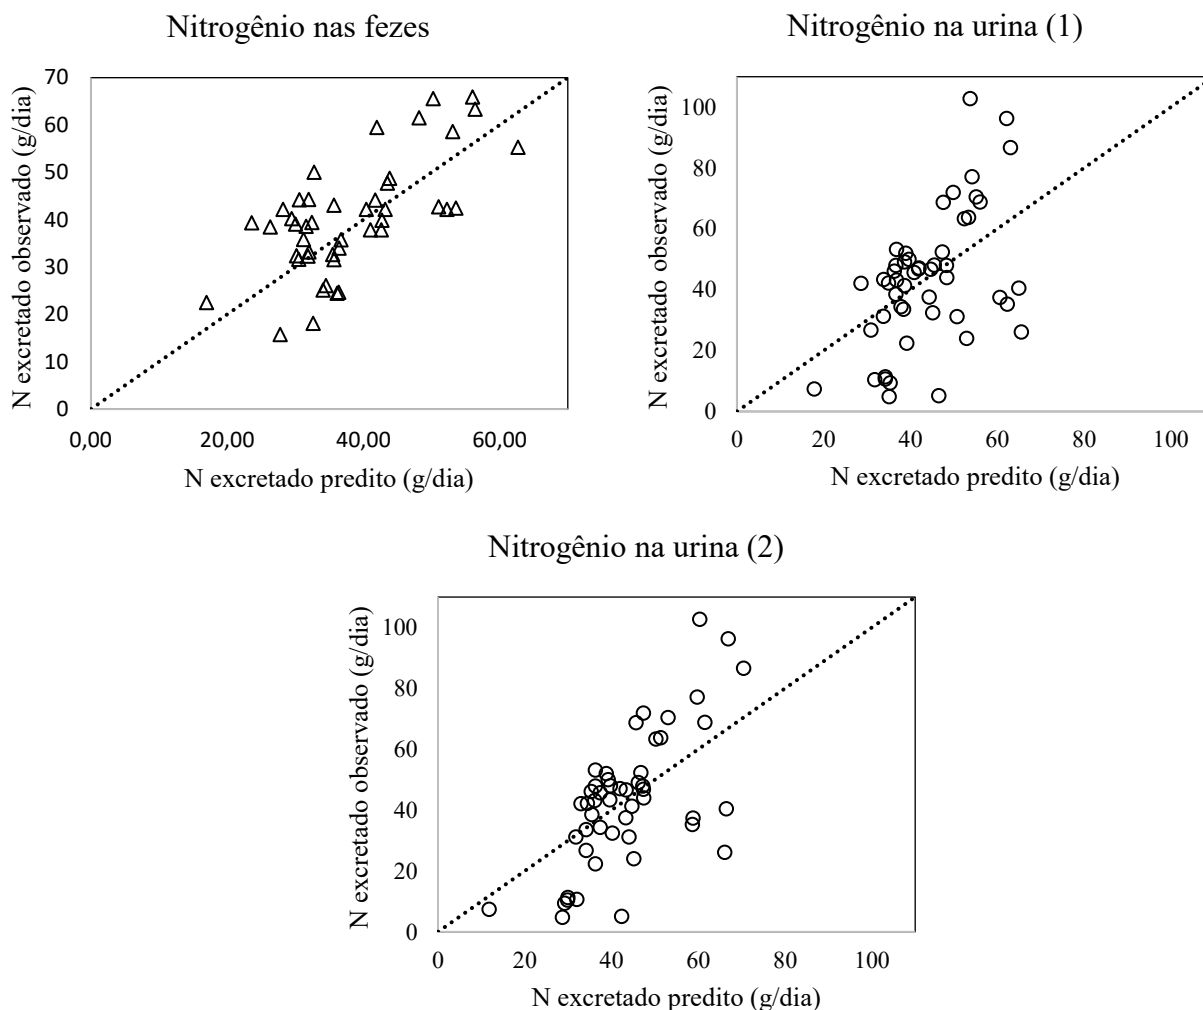 Nitrogênio nas fezes
N excretado observado (g/dia)
70
60
50
40
30
20
10
0
0,00 20,00 40,00 60,00
N excretado predito (g/dia)
Nitrogênio na urina (1)
N excretado observado (g/dia)
100
80
60
40
20
0
0 20 40 60 80 100
N excretado predito (g/dia)
Nitrogênio na urina (2)
N excretado observado (g/dia)
100
80
60
40
20
0
0 20 40 60 80 100
N excretado predito (g/dia)